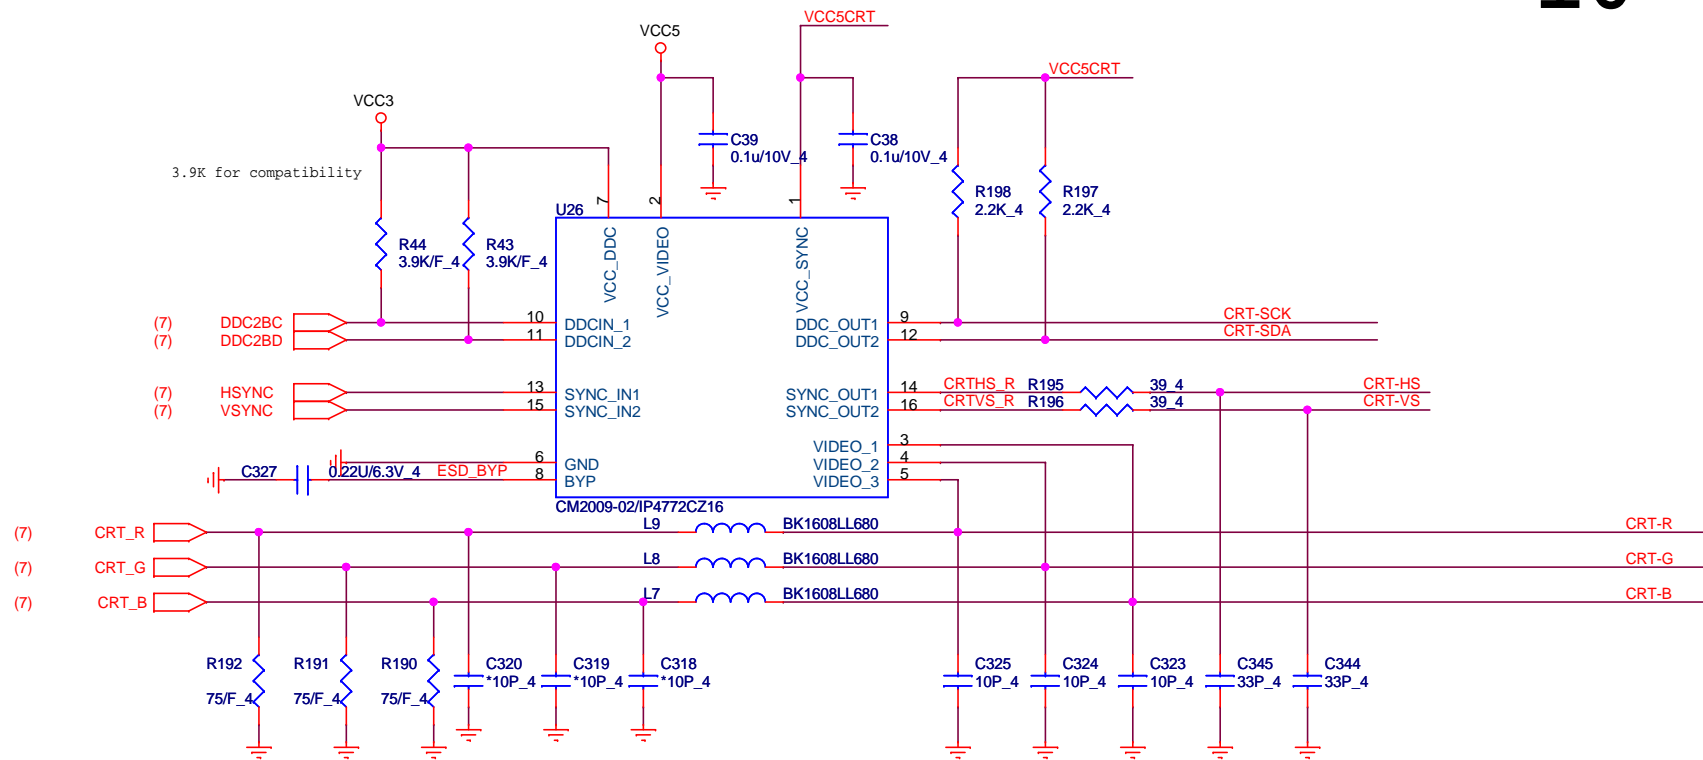 VCC5CRT
VCC5
VCC5CRT
VCC3
C39
0.1u/10V_4
C38
0.1u/10V_4
3.9K for compatibility
R198
2.2K_4
R197
2.2K_4
U26
7
2
1
R44
3.9K/F_4
R43
3.9K/F_4
VCC_DDC
VCC_VIDEO
VCC_SYNC
(7) DDC2BC
10
DDCIN_1
DDC_OUT1
9
CRT-SCK
(7) DDC2BD
11
DDCIN_2
DDC_OUT2
12
CRT-SDA
(7) HSYNC
13
SYNC_IN1
SYNC_OUT1
14
CRTHS_R R195 39_4
CRT-HS
(7) VSYNC
15
SYNC_IN2
SYNC_OUT2
16
CRTVS_R R196 39_4
CRT-VS
VIDEO_1
3
6
GND
VIDEO_2
4
C327 0.22U/6.3V_4 ESD_BYP
8
BYP
VIDEO_3
5
CM2009-02/IP4772CZ16
(7) CRT_R
L9 BK1608LL680
CRT-R
(7) CRT_G
L8 BK1608LL680
CRT-G
(7) CRT_B
L7 BK1608LL680
CRT-B
R192
75/F_4
R191
75/F_4
R190
75/F_4
C320
*10P_4
C319
*10P_4
C318
*10P_4
C325
10P_4
C324
10P_4
C323
10P_4
C345
33P_4
C344
33P_4